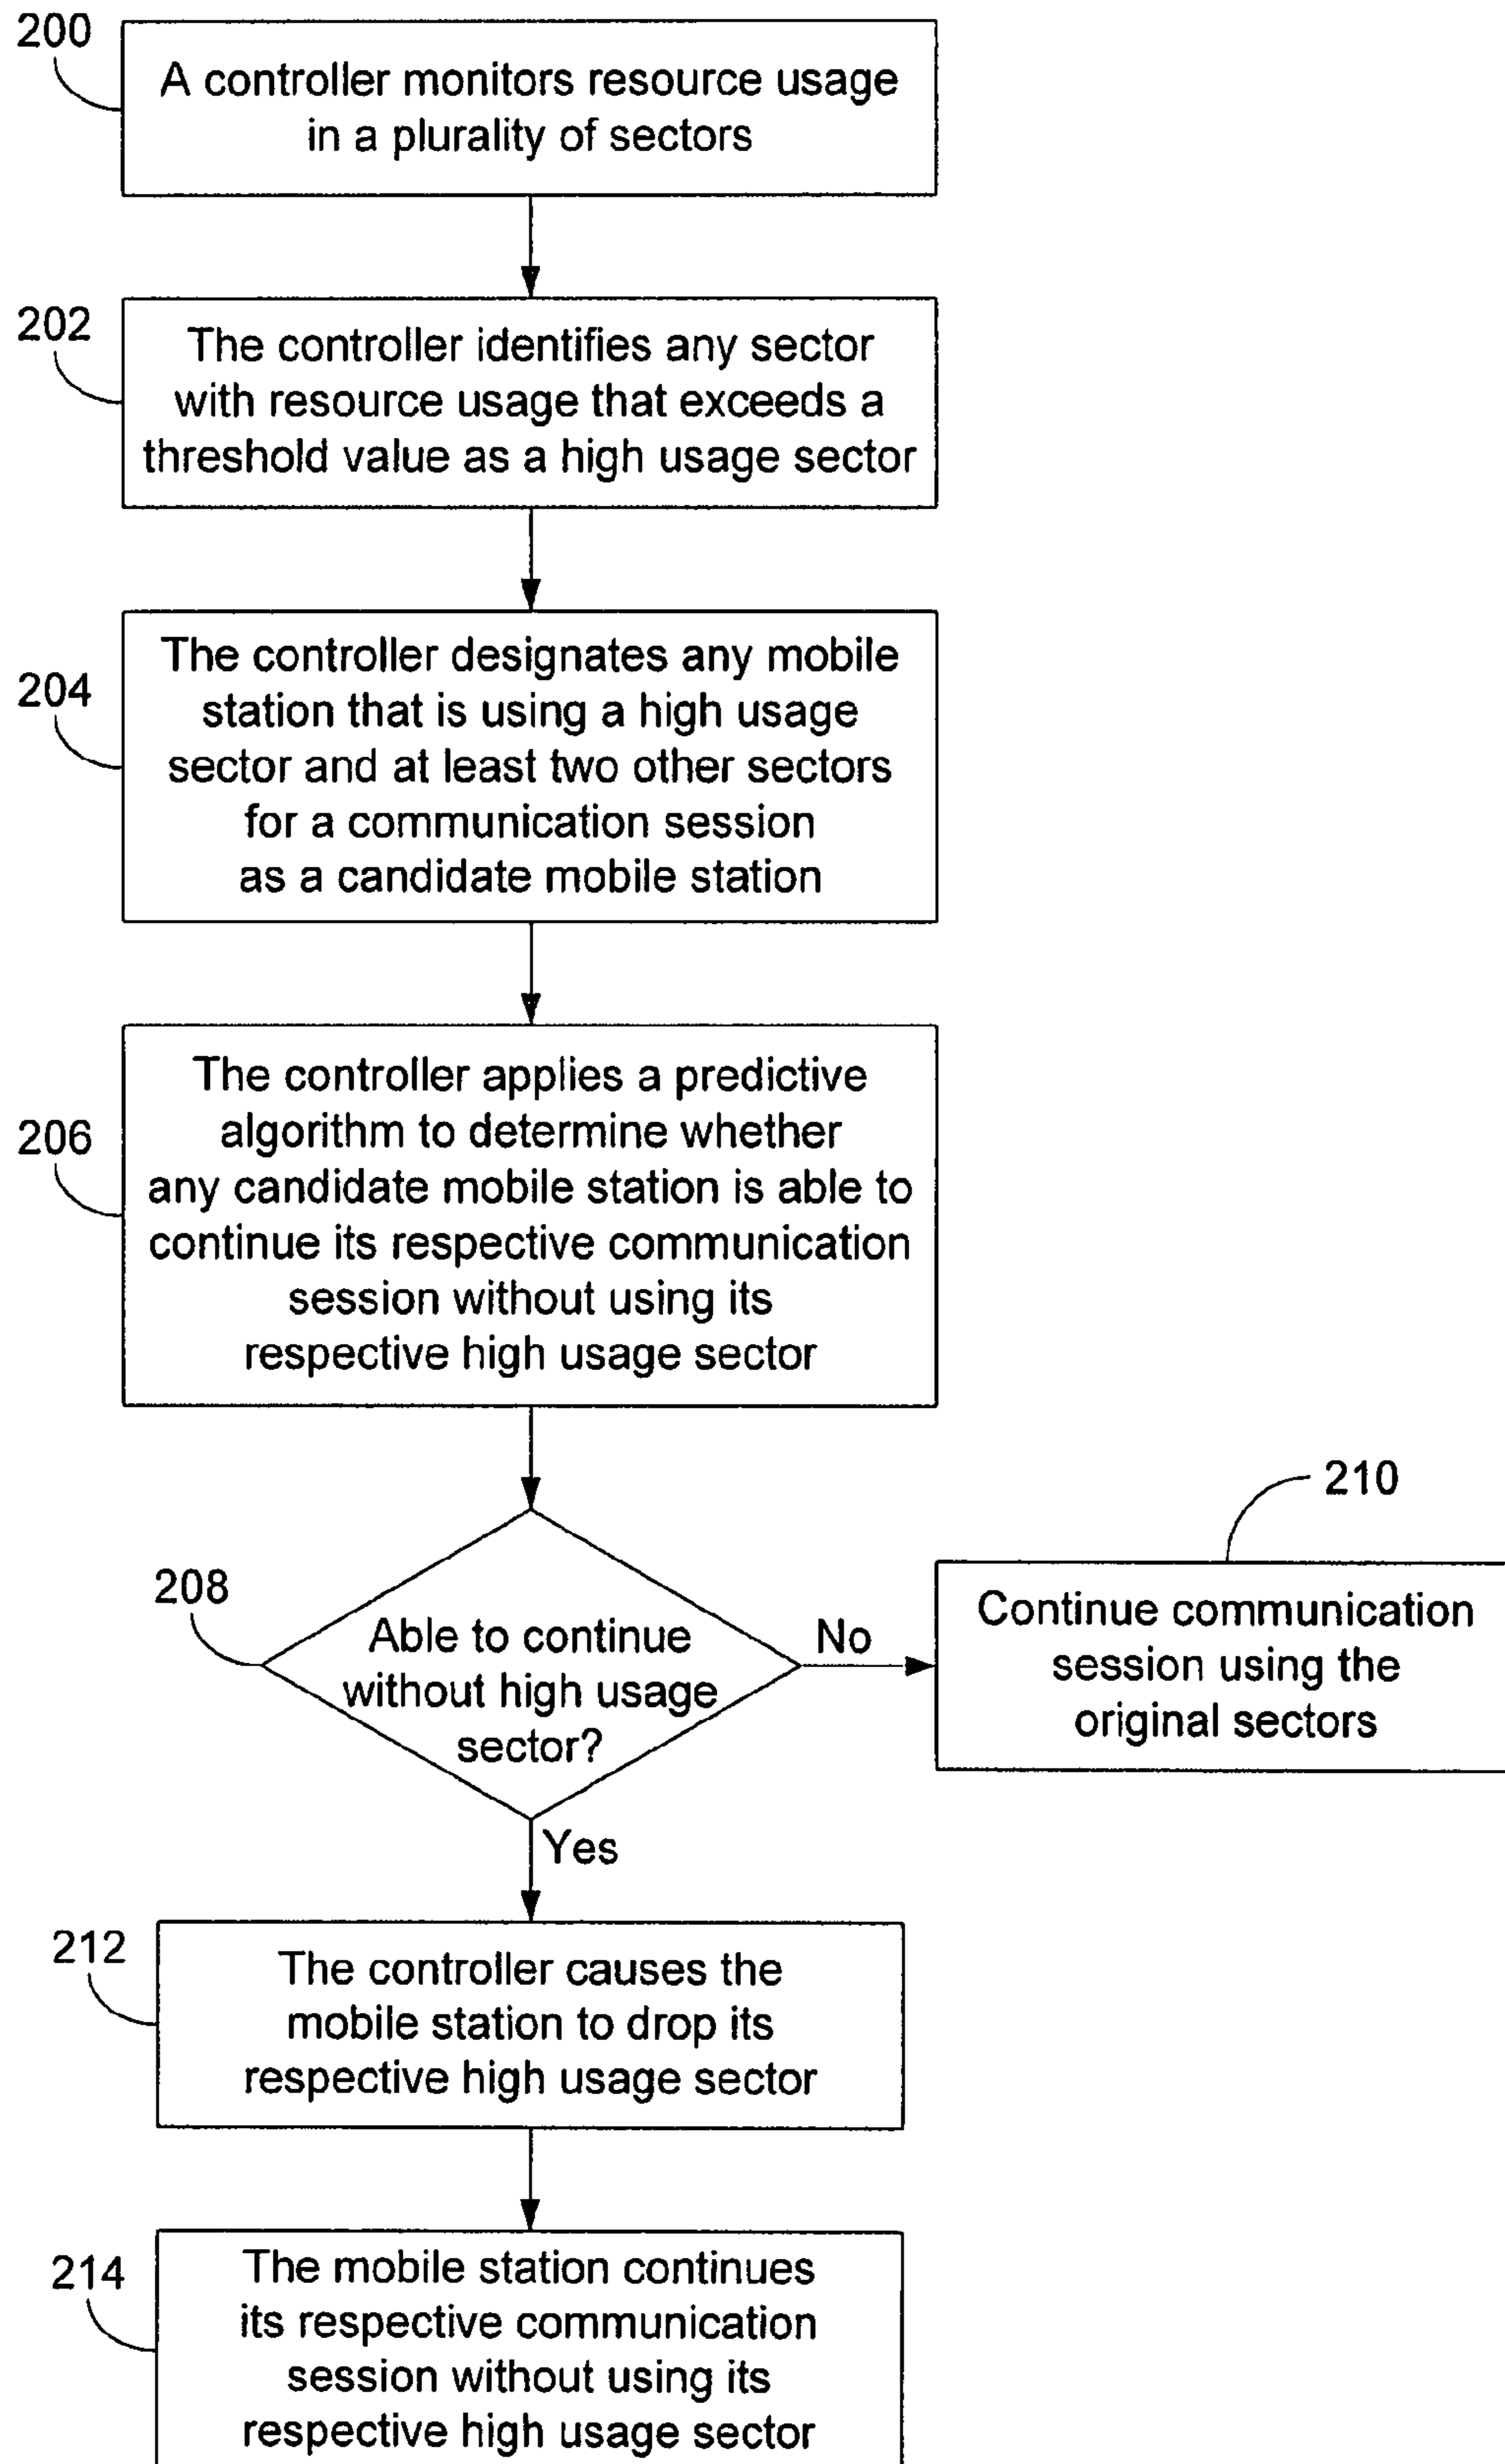 200
A controller monitors resource usage
in a plurality of sectors
202
The controller identifies any sector
with resource usage that exceeds a
threshold value as a high usage sector
204
The controller designates any mobile
station that is using a high usage
sector and at least two other sectors
for a communication session
as a candidate mobile station
206
The controller applies a predictive
algorithm to determine whether
any candidate mobile station is able to
continue its respective communication
session without using its
respective high usage sector
208
Able to continue
without high usage
sector?
No
210
Continue communication
session using the
original sectors
Yes
212
The controller causes the
mobile station to drop its
respective high usage sector
214
The mobile station continues
its respective communication
session without using its
respective high usage sector